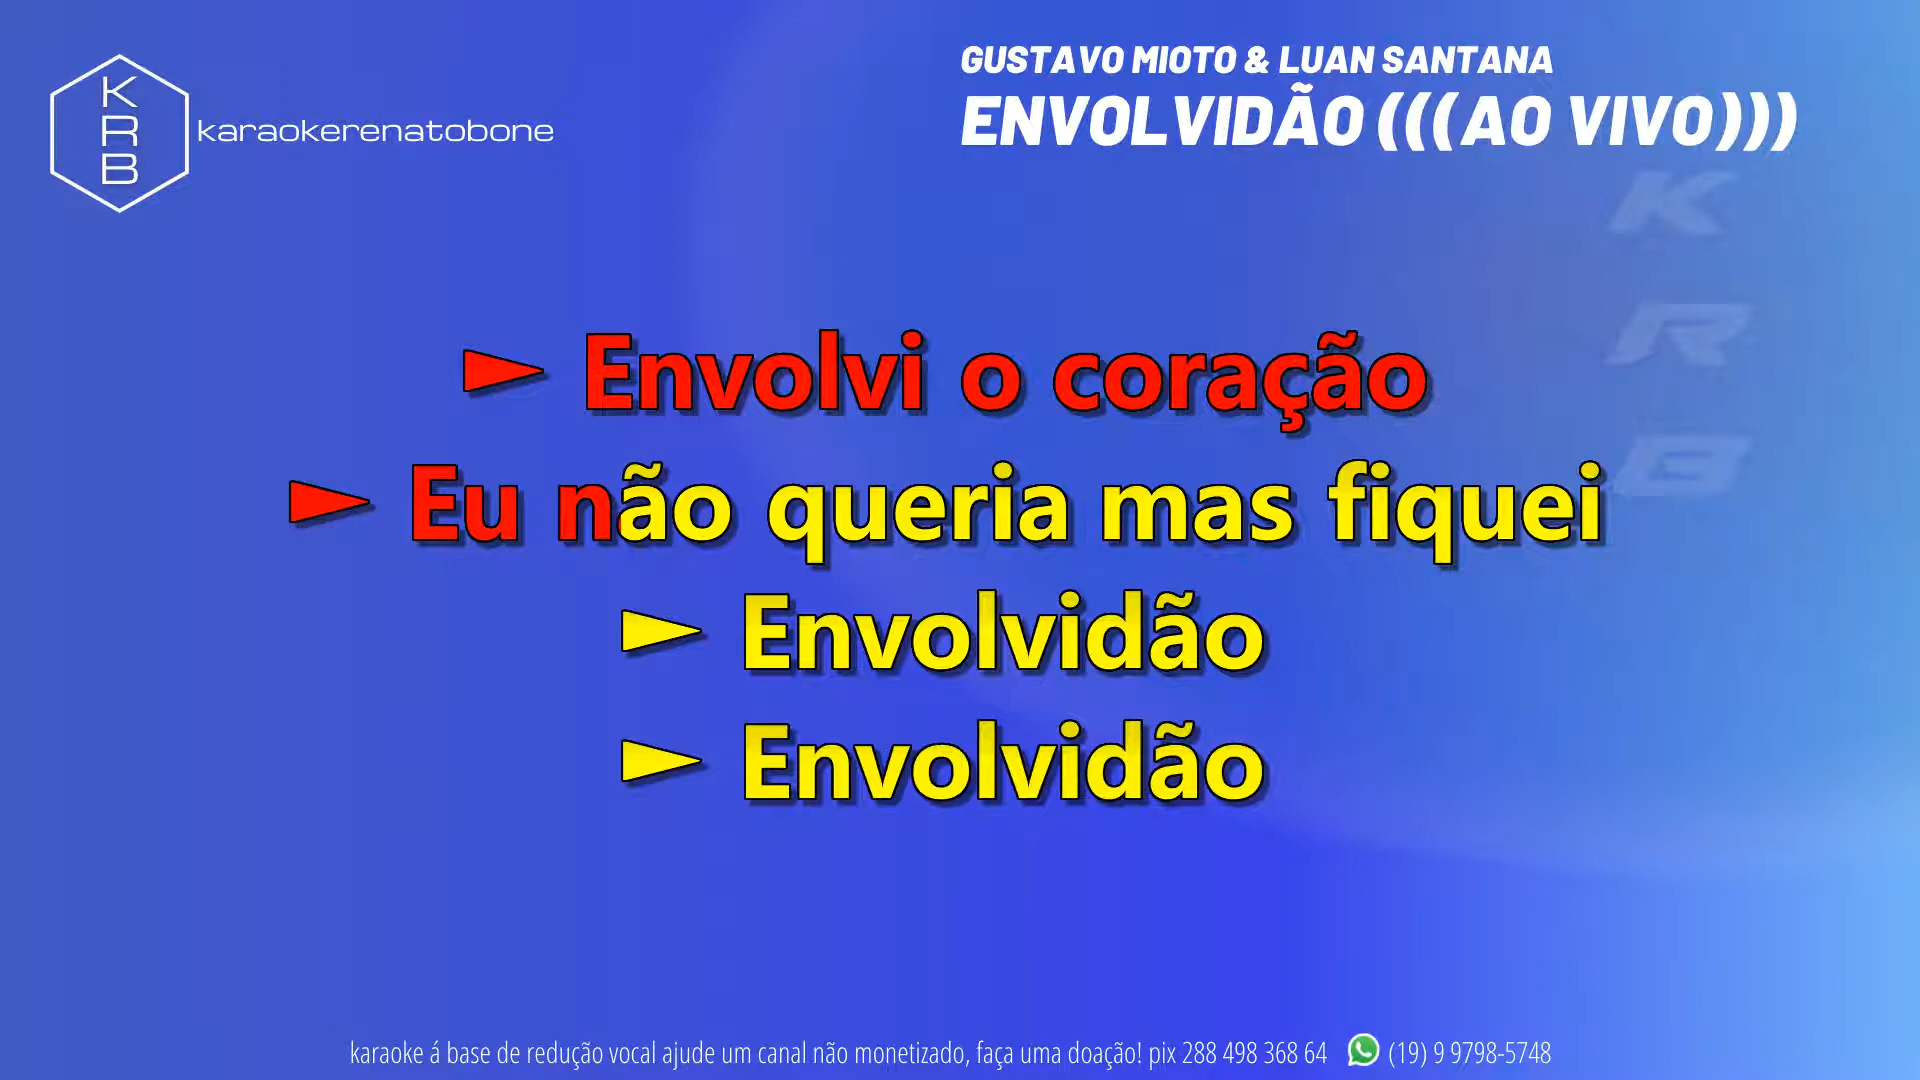 K
R
B
karaokerenatobone
GUSTAVO MIOTO & LUAN SANTANA
ENVOLVIDÃO (((AO VIVO)))
K
R
B
► Envolvi o coração
► Eu não queria mas fiquei
► Envolvidão
► Envolvidão
karaoke á base de redução vocal ajude um canal não monetizado, faça uma doação! pix 288 498 368 64 (19) 9 9798-5748